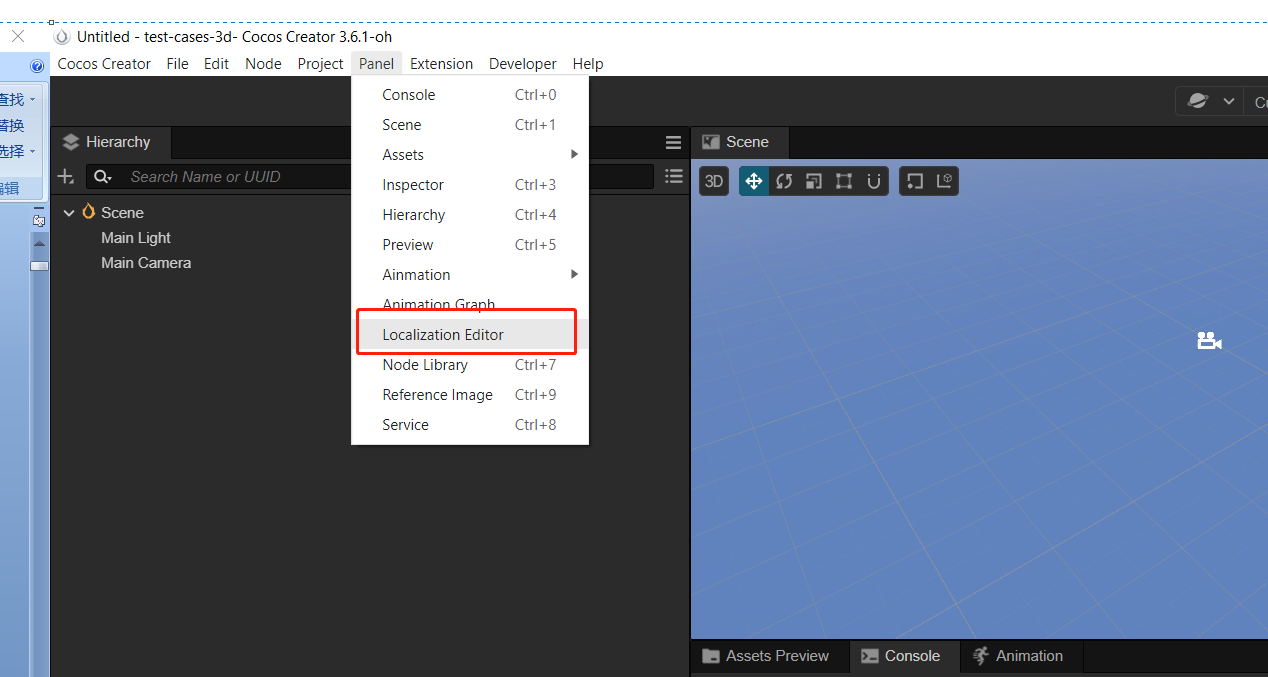 Untitled - test-cases-3d- Cocos Creator 3.6.1-oh
Cocos Creator File Edit Node Project Panel Extension Developer Help
查找
替换
选择
Console Ctrl+0
Scene Ctrl+1
Assets
Inspector Ctrl+3
Hierarchy Ctrl+4
Preview Ctrl+5
Ainmation
Animation Graph
Localization Editor
Node Library Ctrl+7
Reference Image Ctrl+9
Service Ctrl+8
Hierarchy
Search Name or UUID
Scene
Main Light
Main Camera
Scene
3D
Assets Preview Console Animation